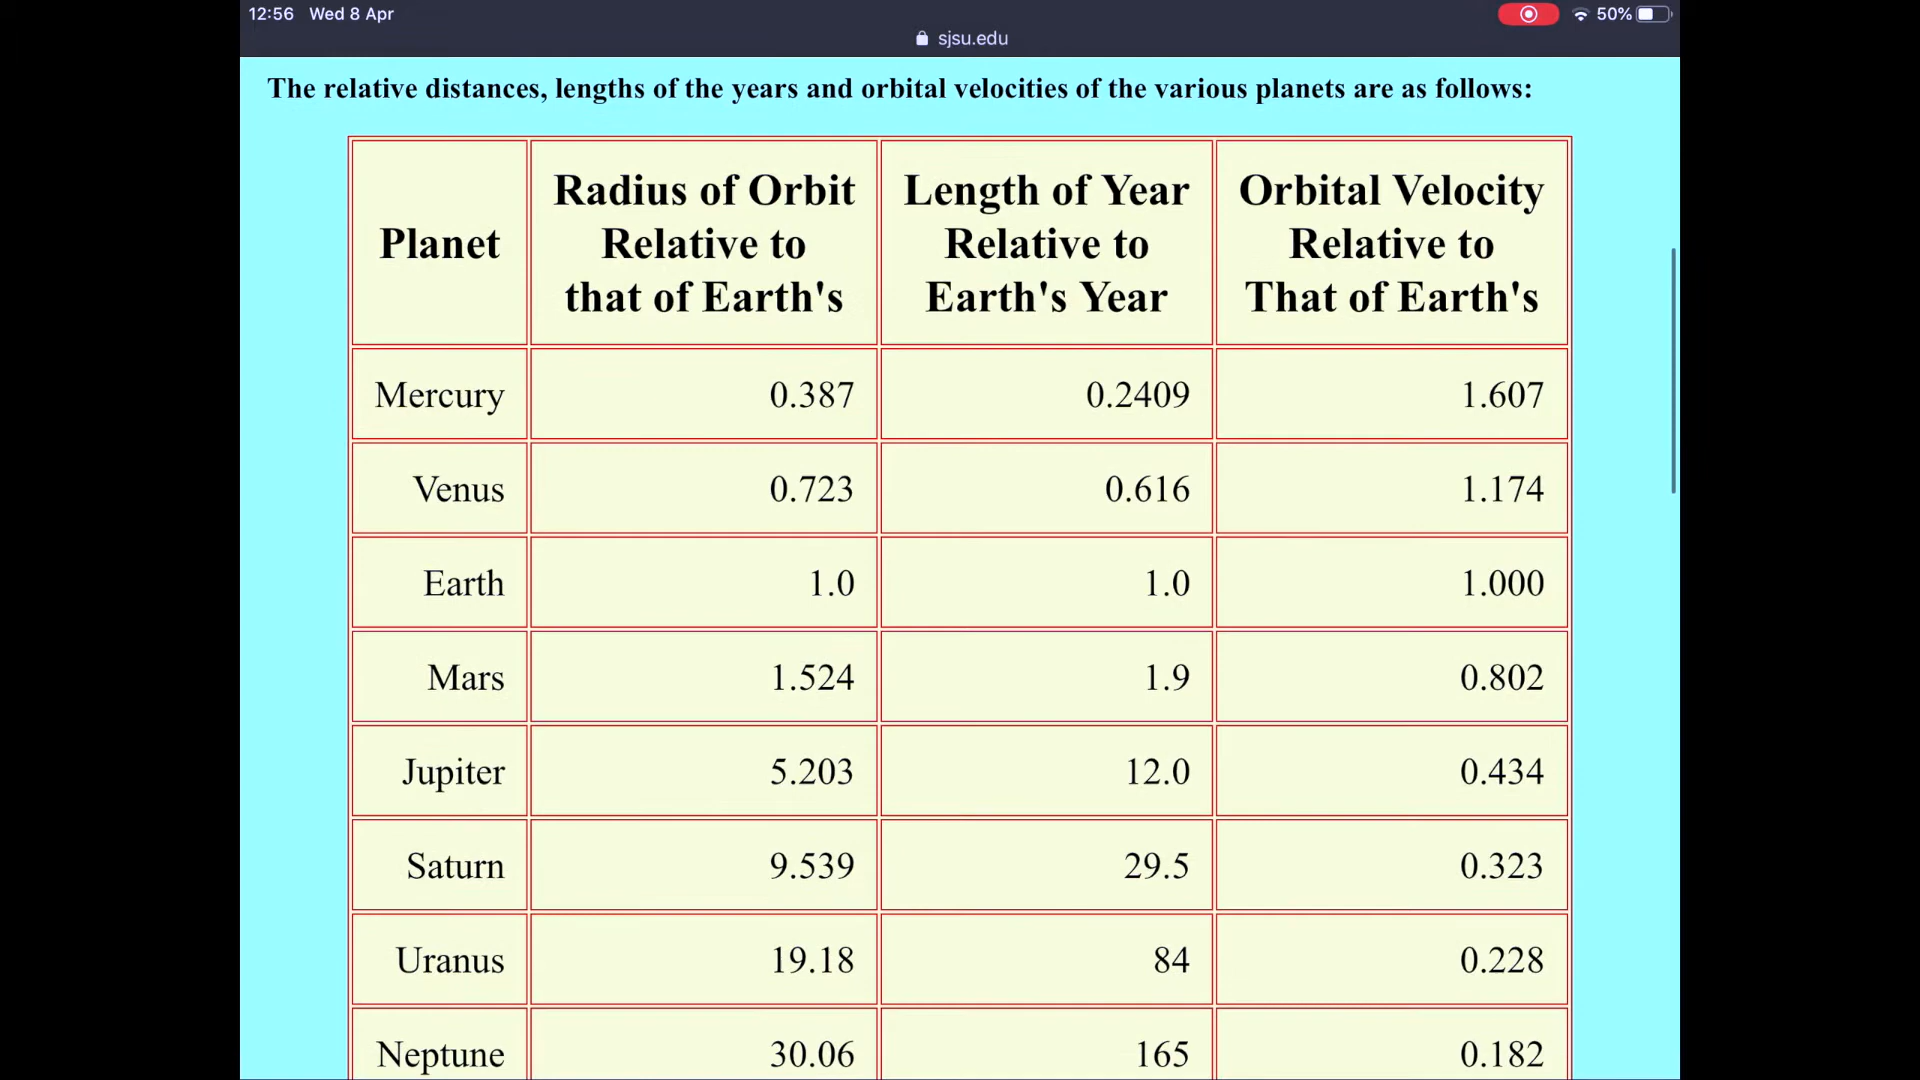 12:56 Wed 8 Apr
50%
sjsu.edu
The relative distances, lengths of the years and orbital velocities of the various planets are as follows:
Planet
Radius of Orbit
Relative to
that of Earth's
Length of Year
Relative to
Earth's Year
Orbital Velocity
Relative to
That of Earth's
Mercury 0.387 0.2409 1.607
Venus 0.723 0.616 1.174
Earth 1.0 1.0 1.000
Mars 1.524 1.9 0.802
Jupiter 5.203 12.0 0.434
Saturn 9.539 29.5 0.323
Uranus 19.18 84 0.228
Neptune 30.06 165 0.182